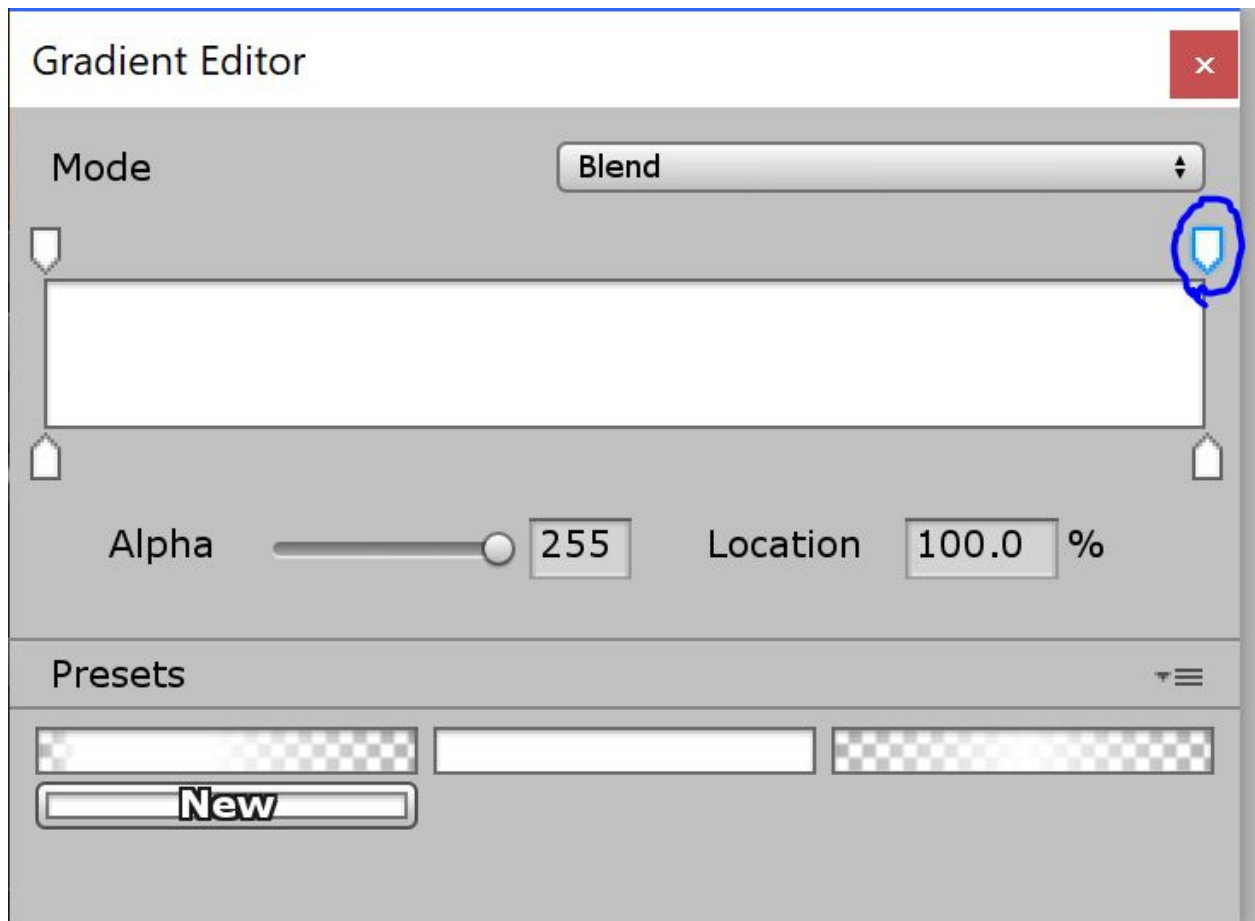 Gradient Editor x
Mode Blend
Alpha 255 Location 100.0 %
Presets
New